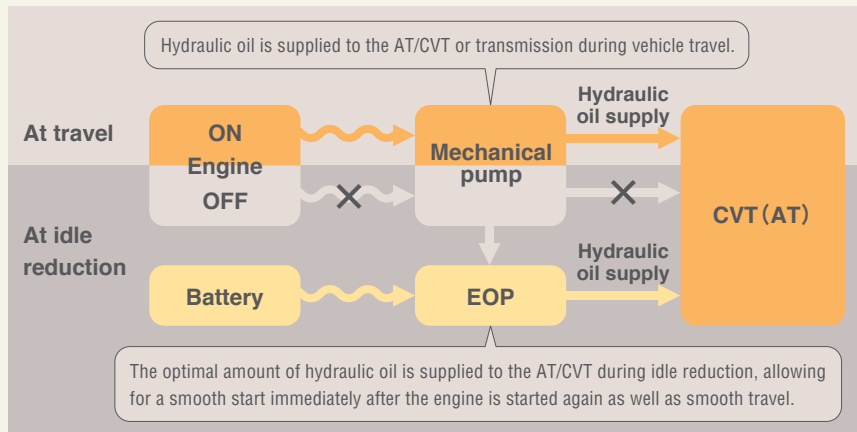 Hydraulic oil is supplied to the AT/CVT or transmission during vehicle travel.
At travel
ON
Engine
OFF
Mechanical
pump
Hydraulic
oil supply
CVT(AT)
At idle
reduction
Battery
EOP
Hydraulic
oil supply
The optimal amount of hydraulic oil is supplied to the AT/CVT during idle reduction, allowing
for a smooth start immediately after the engine is started again as well as smooth travel.